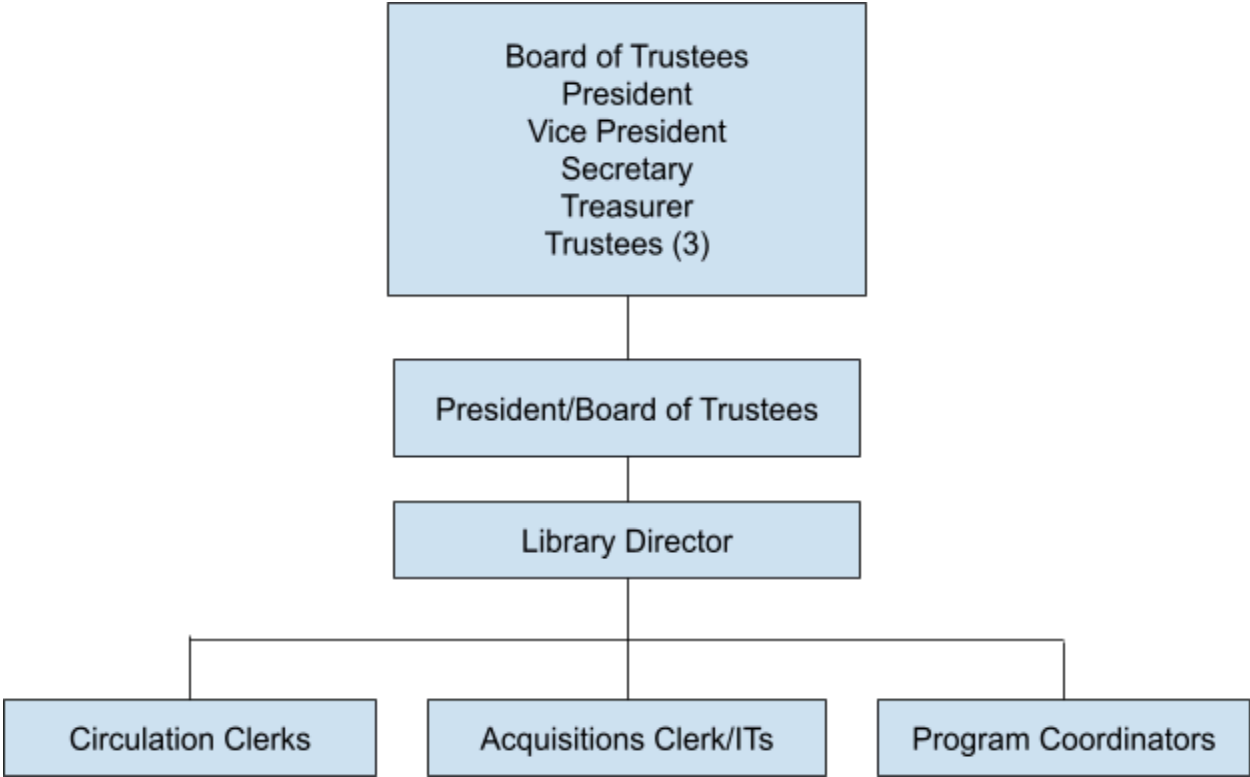 Board of Trustees
President
Vice President
Secretary
Treasurer
Trustees (3)
President/Board of Trustees
Library Director
Circulation Clerks
Acquisitions Clerk/ITs
Program Coordinators